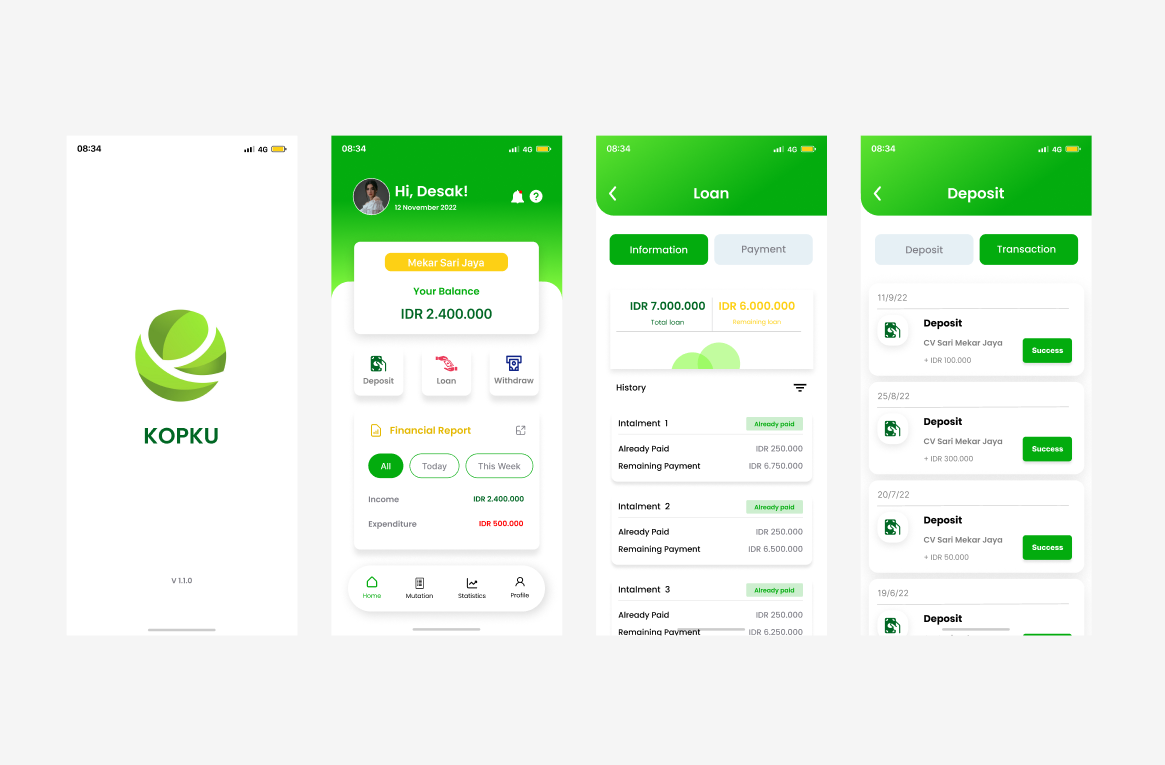 08:34
4G
KOPKU
V 1.1.0
08:34
4G
Hi, Desak!
12 November 2022
?
Mekar Sari Jaya
Your Balance
IDR 2.400.000
Deposit
Loan
Withdraw
Financial Report
All
Today
This Week
Income
IDR 2.400.000
Expenditure
IDR 500.000
Home
Mutation
Statistics
Profile
08:34
4G
Loan
Information
Payment
IDR 7.000.000
IDR 6.000.000
Total loan
Remaining loan
History
Intalment 1
Already paid
Already Paid
IDR 250.000
Remaining Payment
IDR 6.750.000
Intalment 2
Already paid
Already Paid
IDR 250.000
Remaining Payment
IDR 6.500.000
Intalment 3
Already paid
Already Paid
IDR 250.000
Remaining Payment
IDR 6.250.000
08:34
4G
Deposit
Deposit
Transaction
11/9/22
Deposit
CV Sari Mekar Jaya
+ IDR 100.000
Success
25/8/22
Deposit
CV Sari Mekar Jaya
+ IDR 300.000
Success
20/7/22
Deposit
CV Sari Mekar Jaya
+ IDR 50.000
Success
19/6/22
Deposit